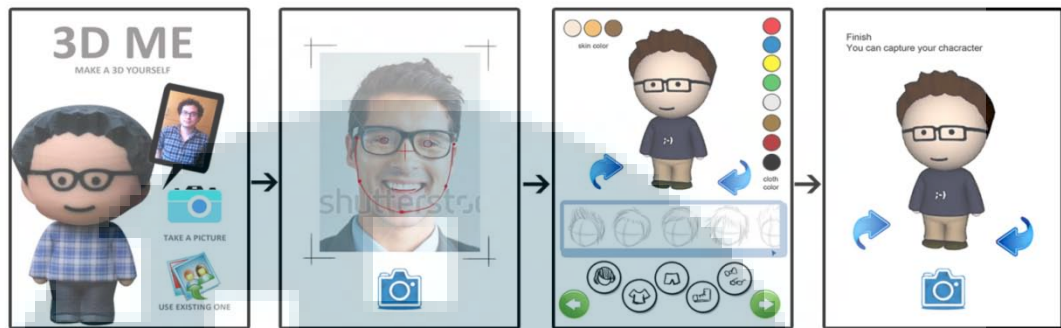 3D ME
MAKE A 3D YOURSELF
TAKE A PICTURE
USE EXISTING ONE
shutterstoc
skin color
;-)
cloth
color
Finish
You can capture your chacracter
;-)